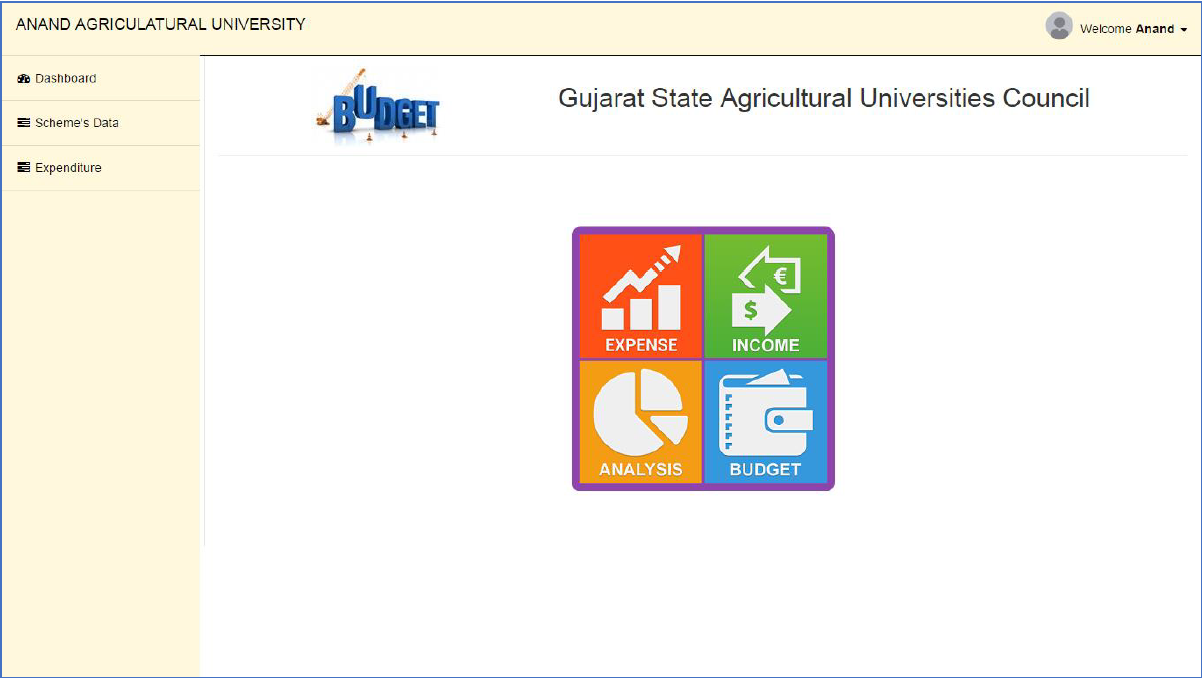 ANAND AGRICULATURAL UNIVERSITY
Welcome Anand
Dashboard
Scheme's Data
Expenditure
BUDGET
Gujarat State Agricultural Universities Council
€
$
EXPENSE
INCOME
ANALYSIS
BUDGET